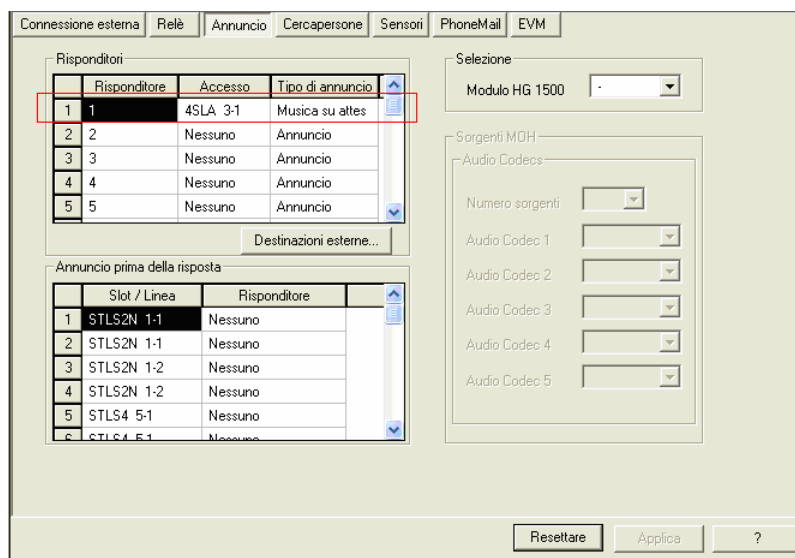 Connessione esterna Relè Annuncio Cercapersone Sensori PhoneMail EVM
Risponditori
Risponditore Accesso Tipo di annuncio
1 1 4SLA 3-1 Musica su attes
2 2 Nessuno Annuncio
3 3 Nessuno Annuncio
4 4 Nessuno Annuncio
5 5 Nessuno Annuncio
Destinazioni esterne...
Annuncio prima della risposta
Slot / Linea Risponditore
1 STLS2N 1-1 Nessuno
2 STLS2N 1-1 Nessuno
3 STLS2N 1-2 Nessuno
4 STLS2N 1-2 Nessuno
5 STLS4 5-1 Nessuno
6 STLS4 5-1 Nessuno
Selezione
Modulo HG 1500 -
Sorgenti MOH
Audio Codecs
Numero sorgenti
Audio Codec 1
Audio Codec 2
Audio Codec 3
Audio Codec 4
Audio Codec 5
Resettare Applica ?